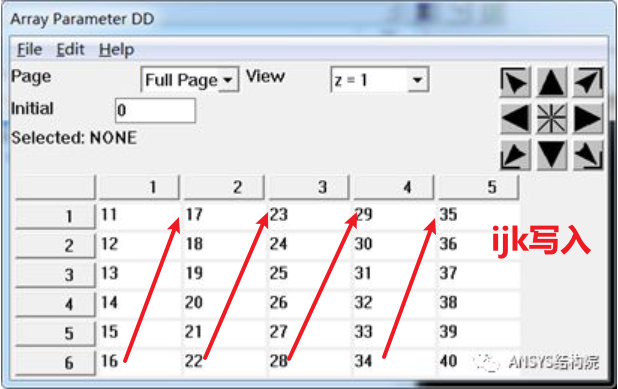 Array Parameter DD
File Edit Help
Page Full Page View z = 1
Initial 0
Selected: NONE
1 2 3 4 5
1 11 17 23 29 35
2 12 18 24 30 36
3 13 19 25 31 37
4 14 20 26 32 38
5 15 21 27 33 39
6 16 22 28 34 40
ijk写入
ANSYS结构院